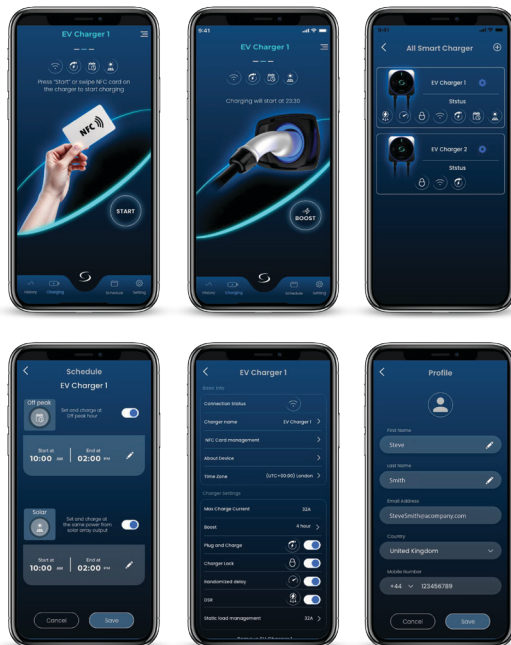 EV Charger 1
Press "Start" or swipe NFC card on
the charger to start charging
NFC
START
History
Charging
Schedule
Setting
9:41
EV Charger 1
Charging will start at 23:30
BOOST
History
Charging
Schedule
Setting
9:41
All Smart Charger
EV Charger 1
Ststus
EV Charger 2
Ststus
Schedule
EV Charger 1
Off peak
Set and charge at
Off peak hour
Start at
10:00 AM
End at
02:00 PM
Solar
Set and charge at
the same power from
solar array output
Start at
10:00 AM
End at
02:00 PM
Cancel
Save
EV Charger 1
Basic Info
Connection Status
Charger name
EV Charger 1
NFC Card management
About Device
Time Zone
(UTC+00:00) London
Charger Settings
Max Charge Current
32A
Boost
4 hour
Plug and Charge
Charger Lock
Randomized delay
DSR
Static load management
32A
Remove EV Charger 1
Profile
First Name
Steve
Last Name
Smith
Email Address
SteveSmith@acompany.com
Country
United Kingdom
Mobile Number
+44
123456789
Cancel
Save